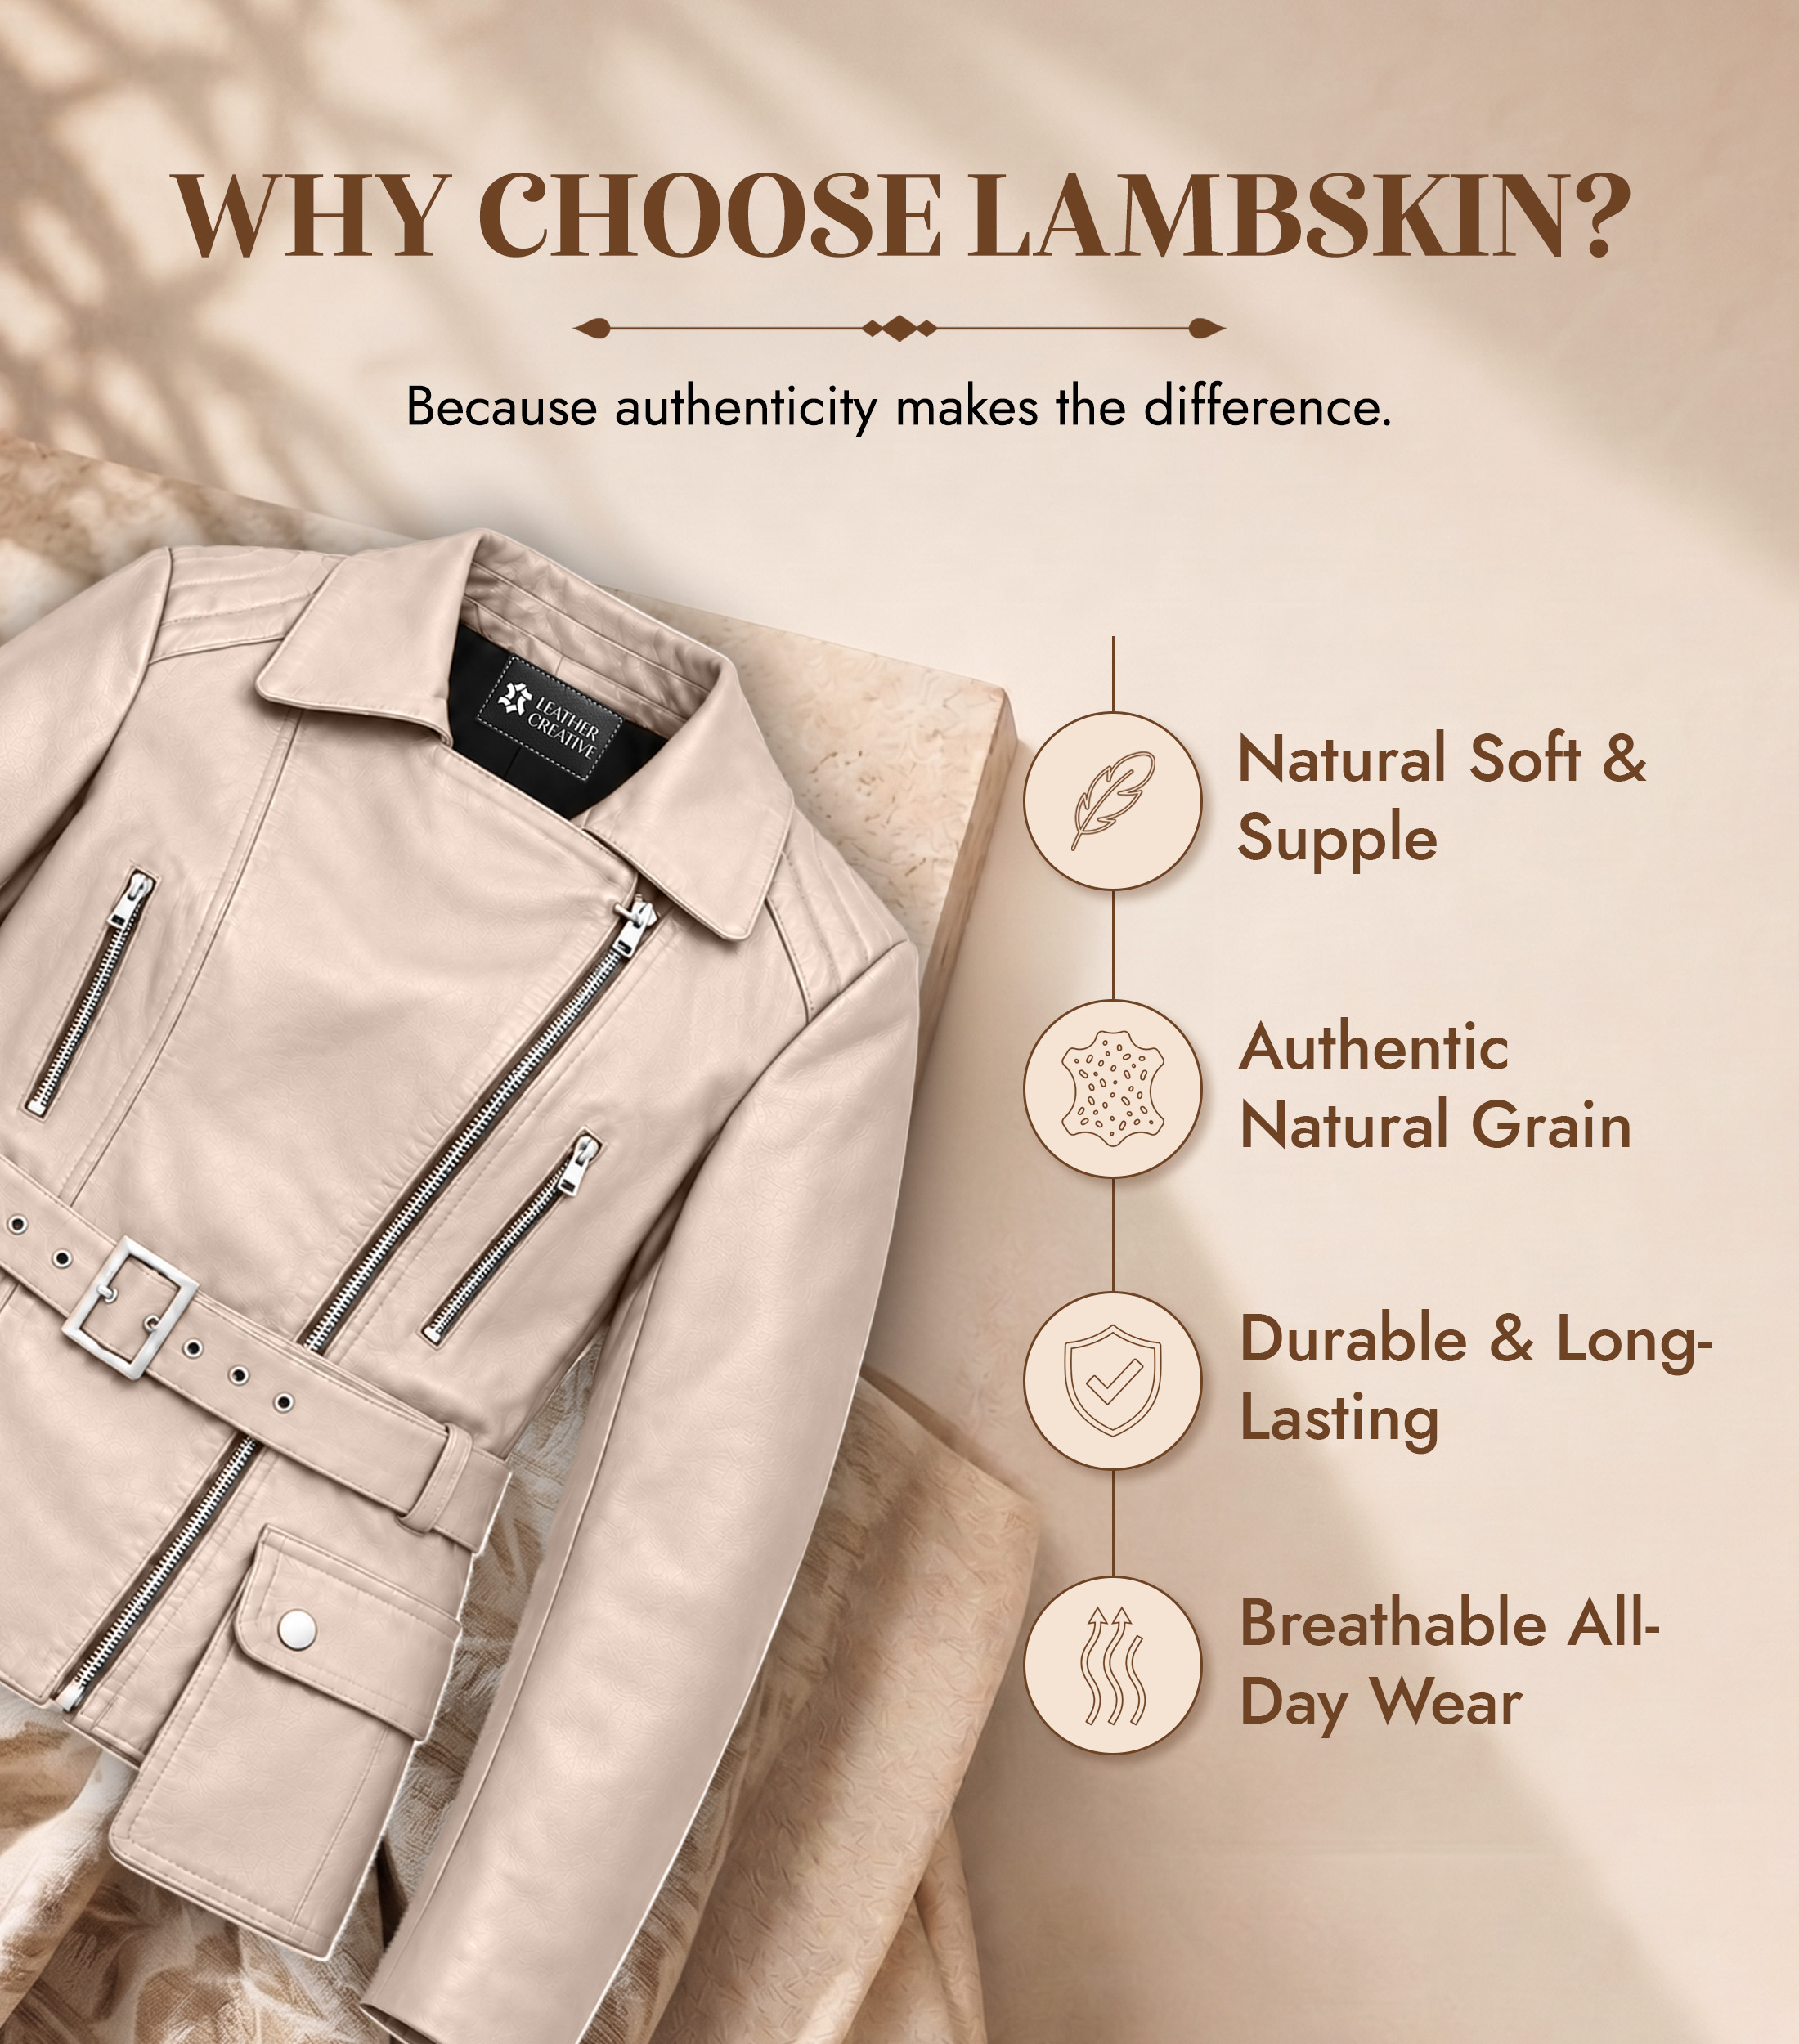 WHY CHOOSE LAMBSKIN?
Because authenticity makes the difference.
LEATHER
CREATIVE
Natural Soft &
Supple
Authentic
Natural Grain
Durable & Long-
Lasting
Breathable All-
Day Wear